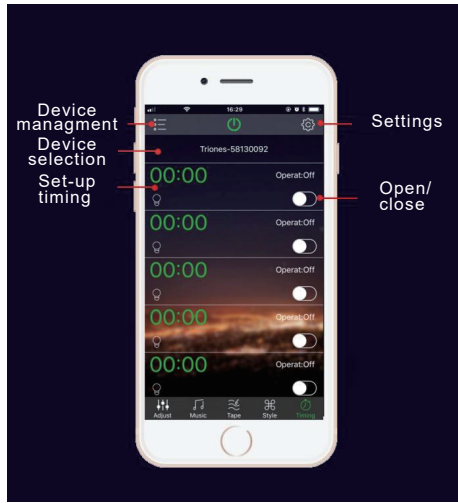 16:29
Device
managment
Settings
Device
selection
Triones-58130092
Set-up
timing
00:00
Operat:Off
Open/
close
00:00
Operat:Off
00:00
Operat:Off
00:00
Operat:Off
00:00
Operat:Off
Adjust Music Tape Style Timing